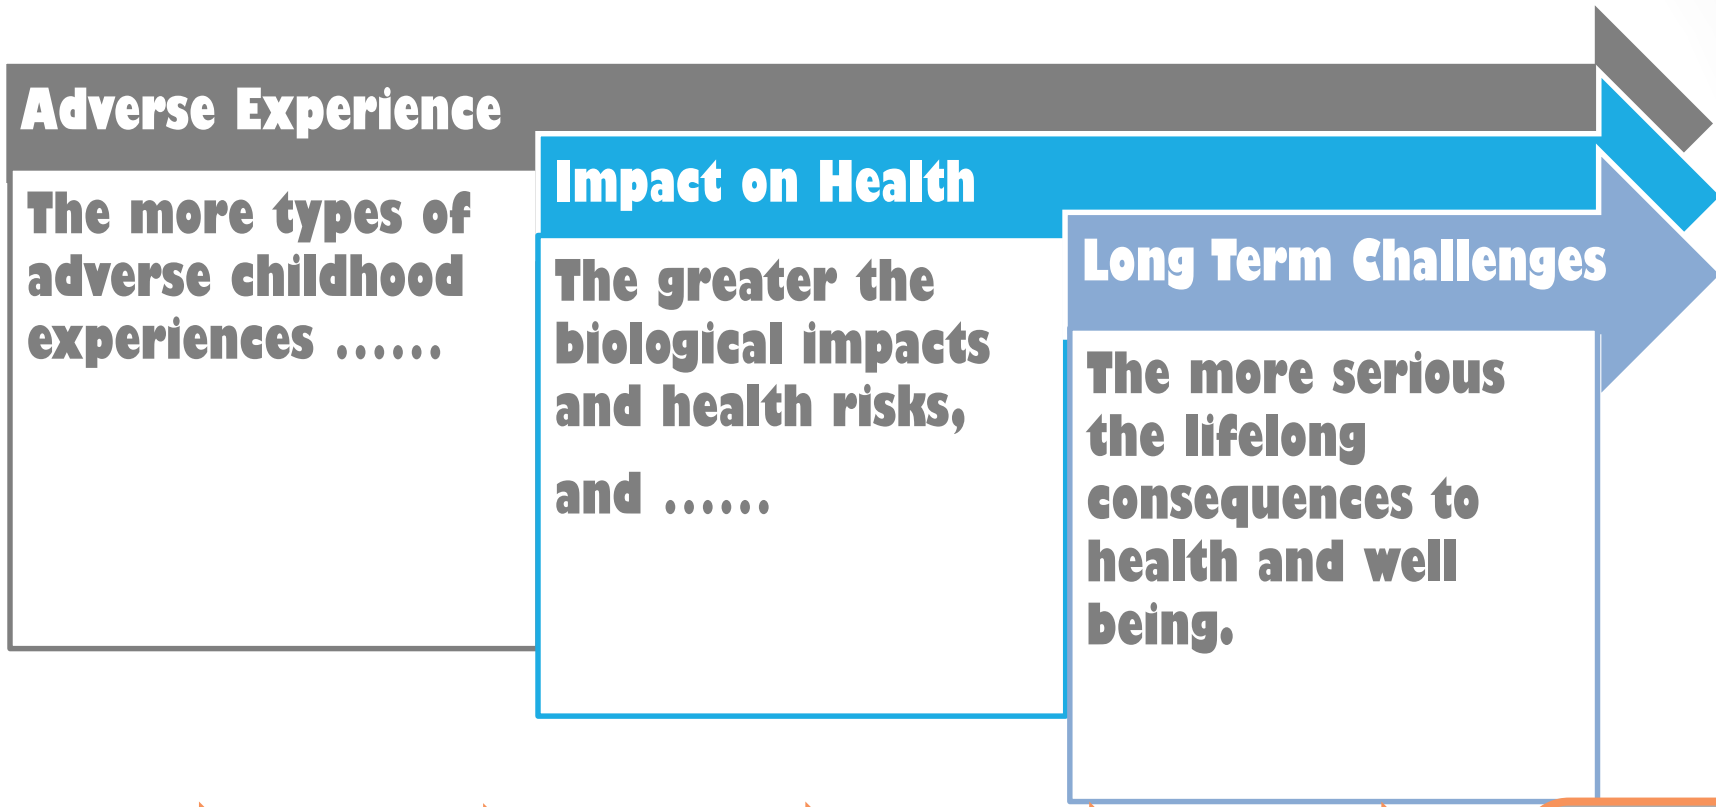 Adverse Experience
The more types of
adverse childhood
experiences ......
Impact on Health
The greater the
biological impacts
and health risks,
and ......
Long Term Challenges
The more serious
the lifelong
consequences to
health and well
being.